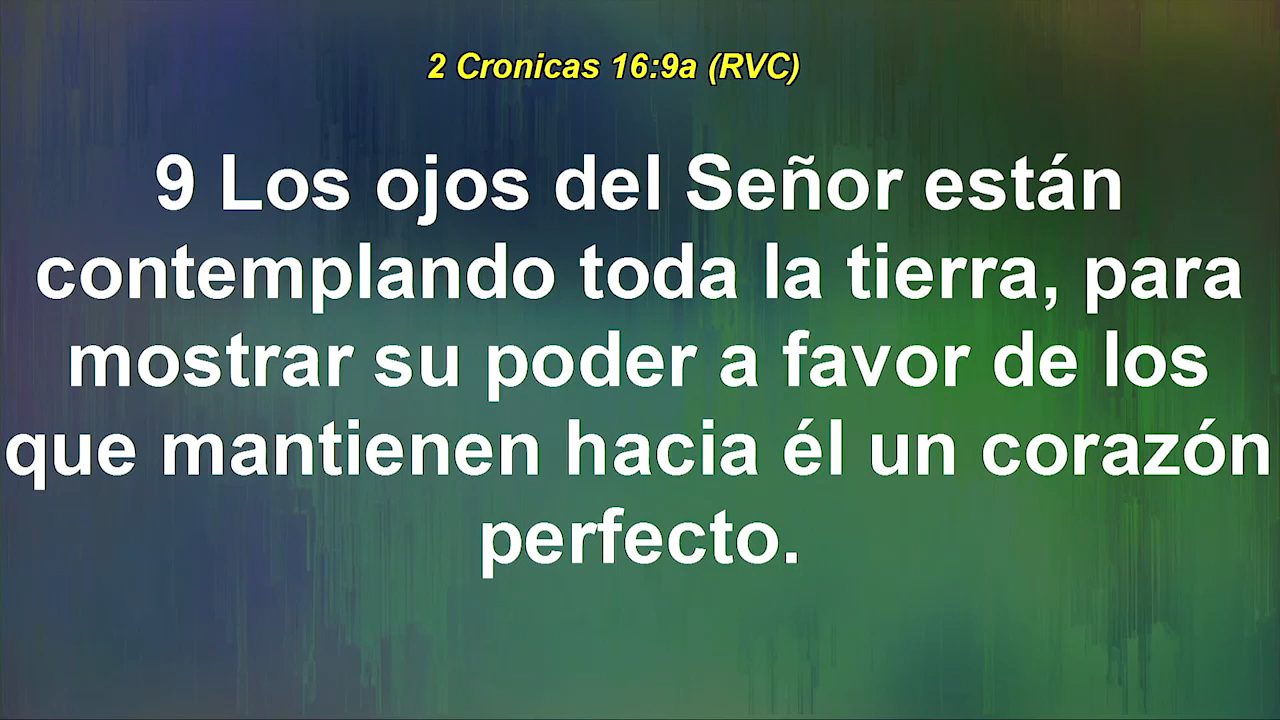 2 Cronicas 16:9a (RVC)
9 Los ojos del Señor están
contemplando toda la tierra, para
mostrar su poder a favor de los
que mantienen hacia él un corazón
perfecto.